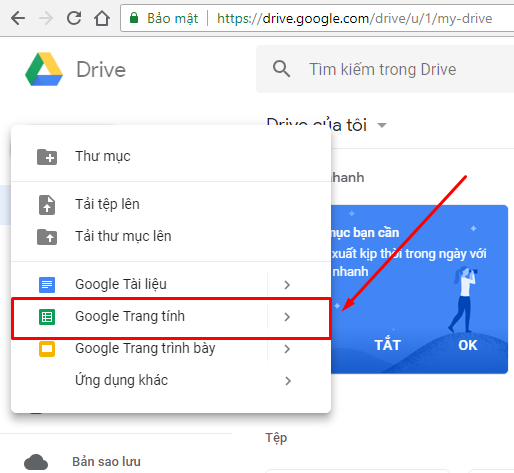 Bảo mật | https://drive.google.com/drive/u/1/my-drive
Drive
Tìm kiếm trong Drive
Drive của tôi
Thư mục
nhanh
Tải tệp lên
Tải thư mục lên
mục bạn cần
xuất kịp thời trong ngày với
nhanh
Google Tài liệu
Google Trang tính
Google Trang trình bày
TẮT OK
Ứng dụng khác
Tệp
Bản sao lưu